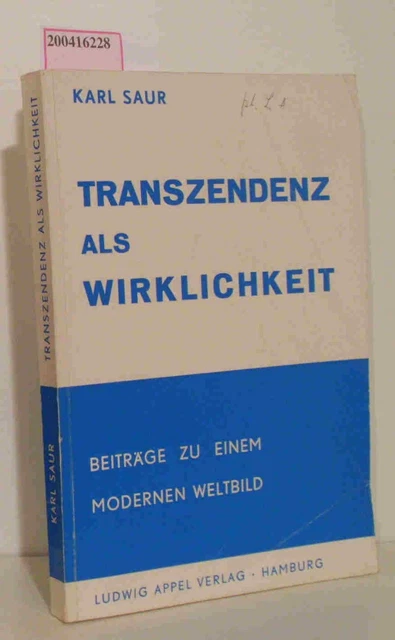 200416228
KARL SAUR
TRANSZENDENZ
ALS
WIRKLICHKEIT
BEITRÄGE ZU EINEM
MODERNEN WELTBILD
LUDWIG APPEL VERLAG · HAMBURG
TRANSZENDENZ ALS WIRKLICHKEIT
KARL SAUR